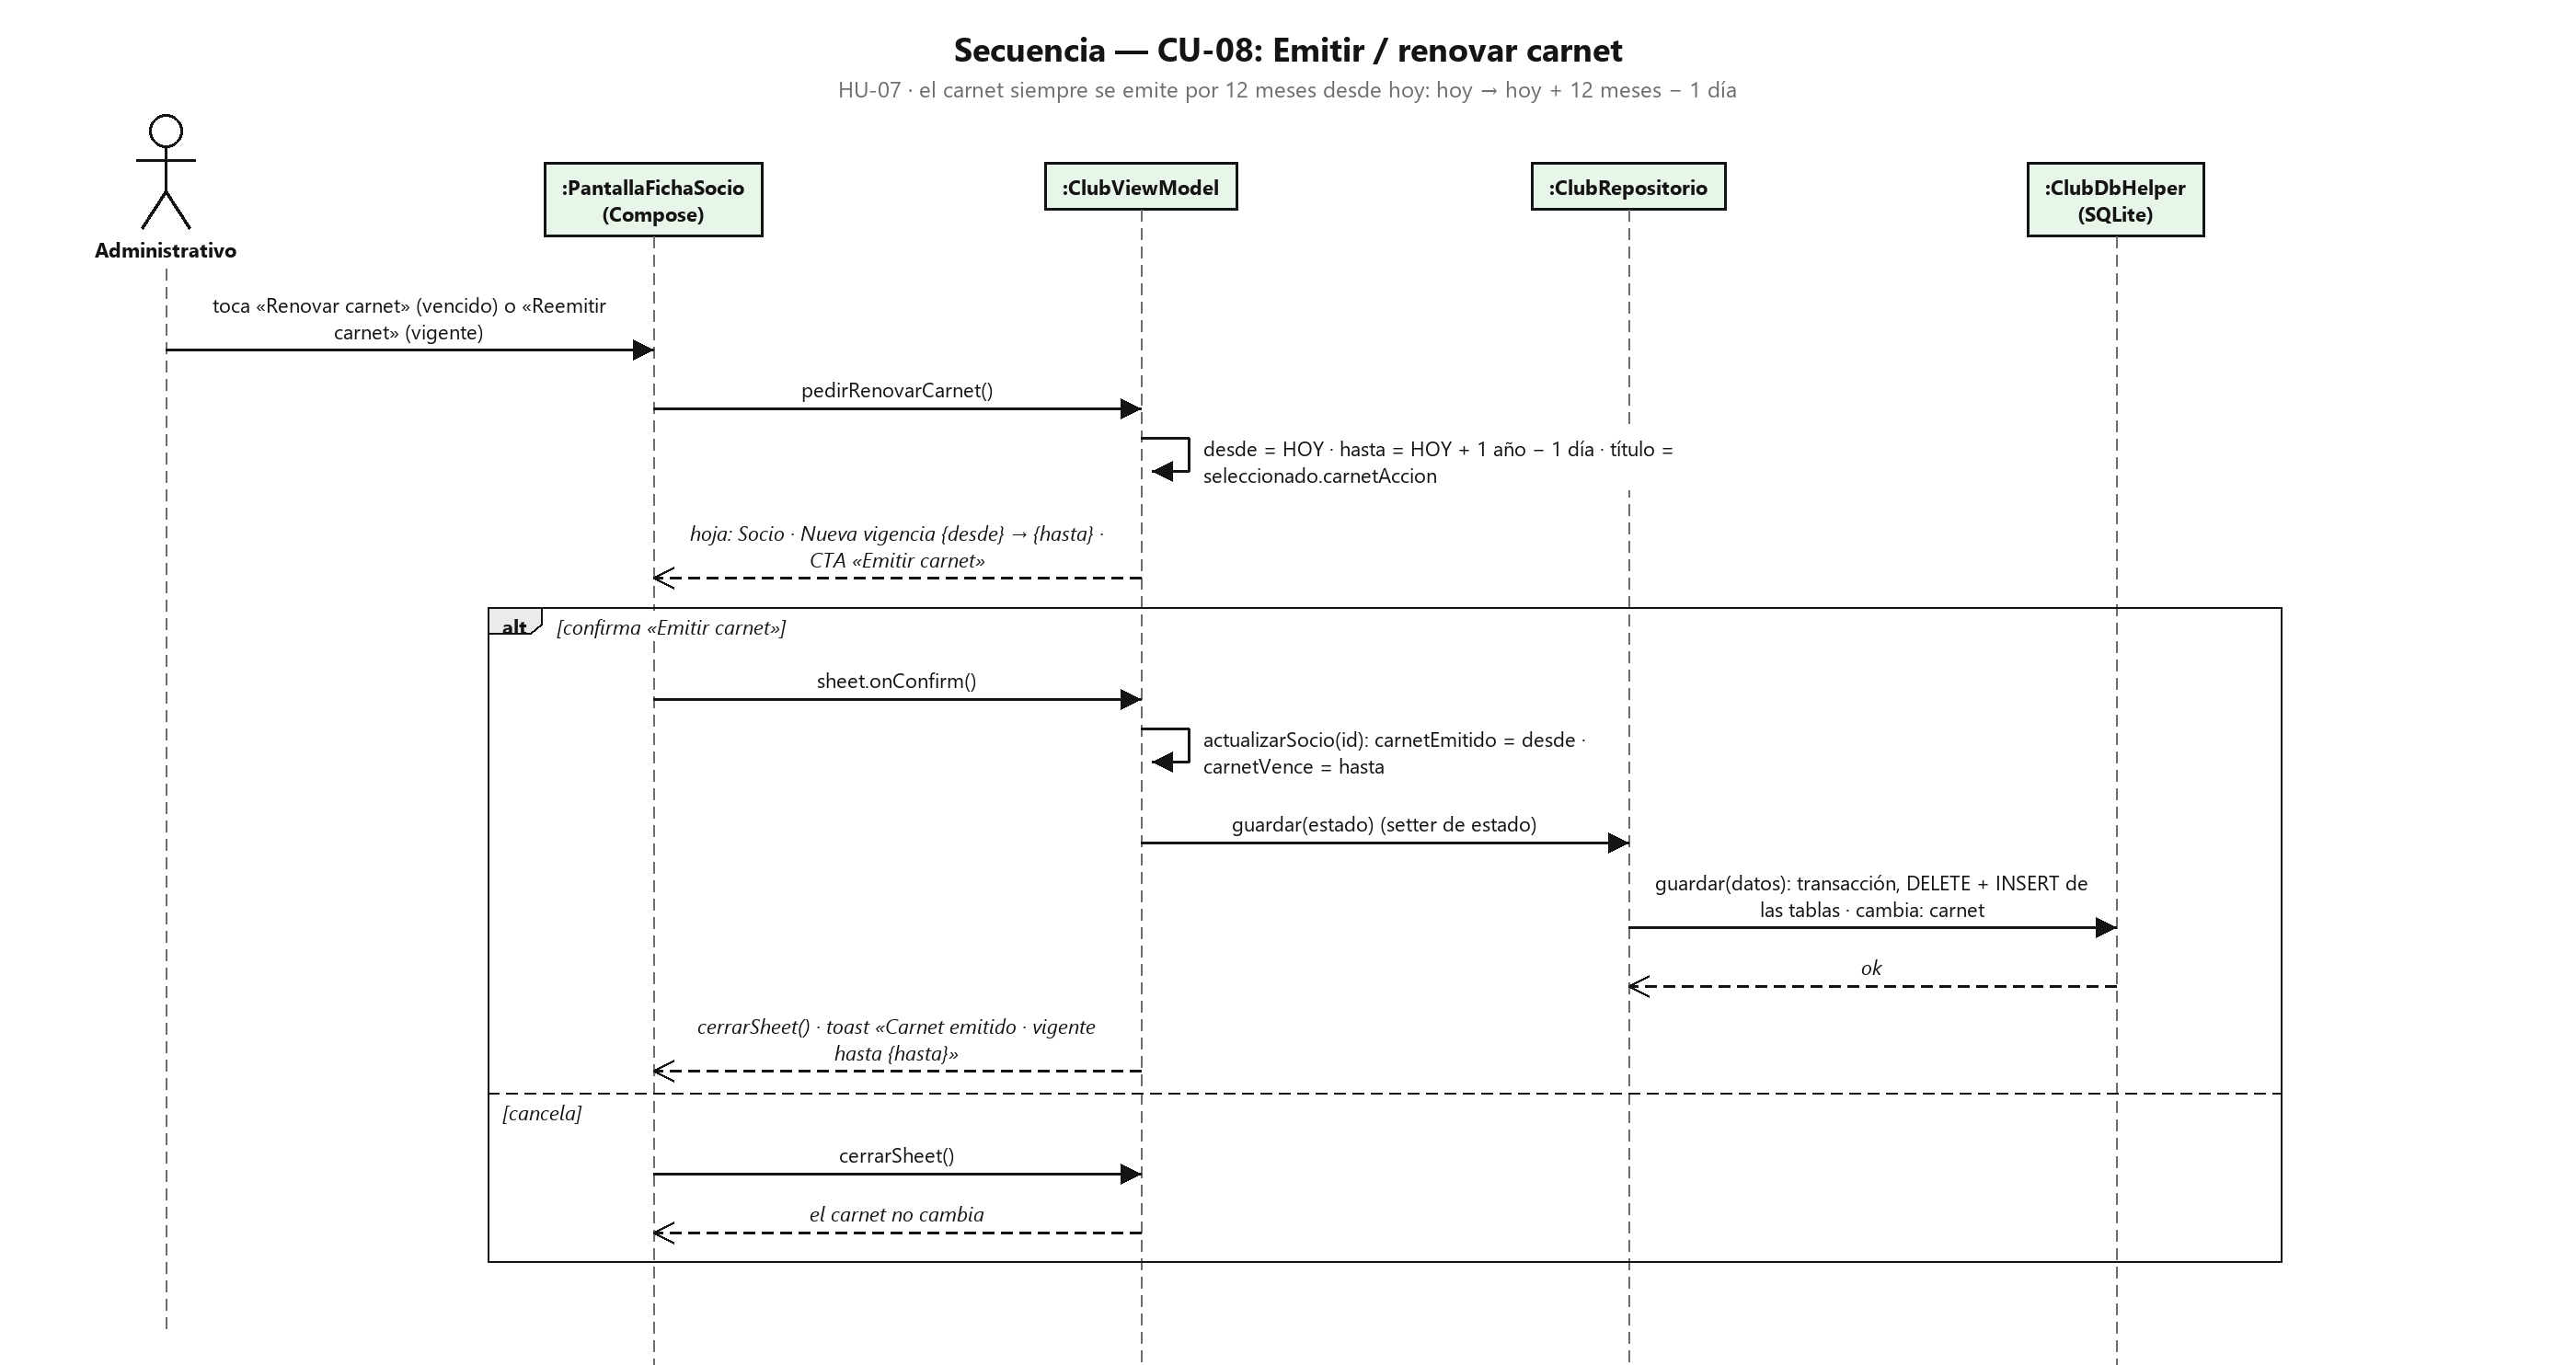 Secuencia — CU-08: Emitir / renovar carnet
HU-07 · el carnet siempre se emite por 12 meses desde hoy: hoy → hoy + 12 meses − 1 día
Administrativo
:PantallaFichaSocio
(Compose)
:ClubViewModel
:ClubRepositorio
:ClubDbHelper
(SQLite)
toca «Renovar carnet» (vencido) o «Reemitir
carnet» (vigente)
pedirRenovarCarnet()
desde = HOY · hasta = HOY + 1 año − 1 día · título =
seleccionado.carnetAccion
hoja: Socio · Nueva vigencia {desde} → {hasta} ·
CTA «Emitir carnet»
alt [confirma «Emitir carnet»]
sheet.onConfirm()
actualizarSocio(id): carnetEmitido = desde ·
carnetVence = hasta
guardar(estado) (setter de estado)
guardar(datos): transacción, DELETE + INSERT de
las tablas · cambia: carnet
ok
cerrarSheet() · toast «Carnet emitido · vigente
hasta {hasta}»
[cancela]
cerrarSheet()
el carnet no cambia